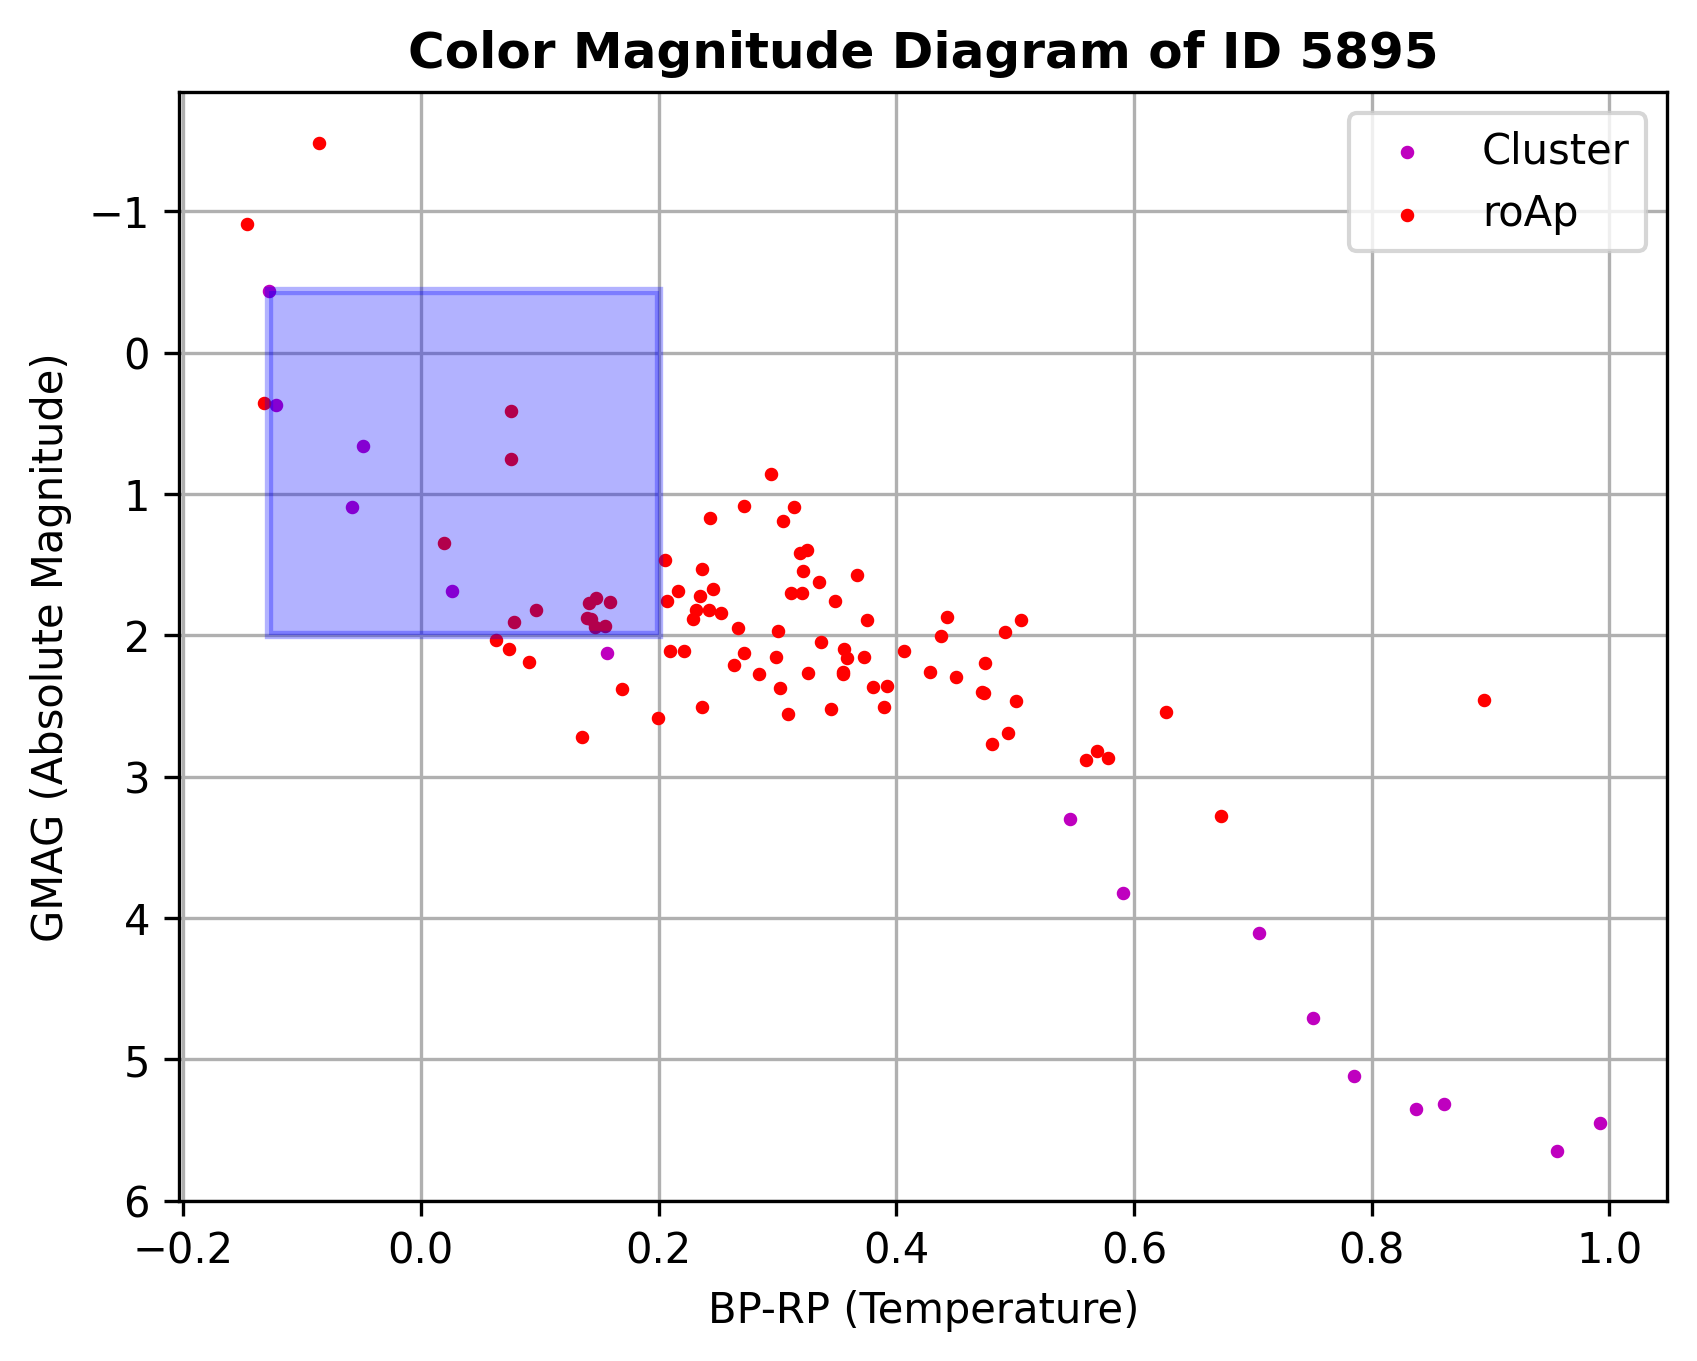 Color Magnitude Diagram of ID 5895
Cluster
roAp
GMAG (Absolute Magnitude)
−1
0
1
2
3
4
5
6
−0.2 0.0 0.2 0.4 0.6 0.8 1.0
BP-RP (Temperature)